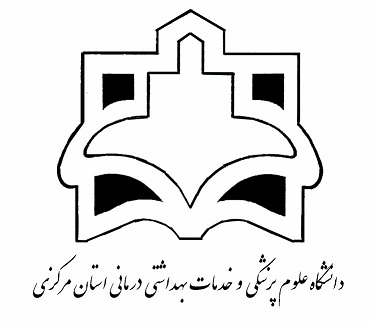 دانشگاه علوم پزشکی و خدمات بهداشتی درمانی استان مرکزی